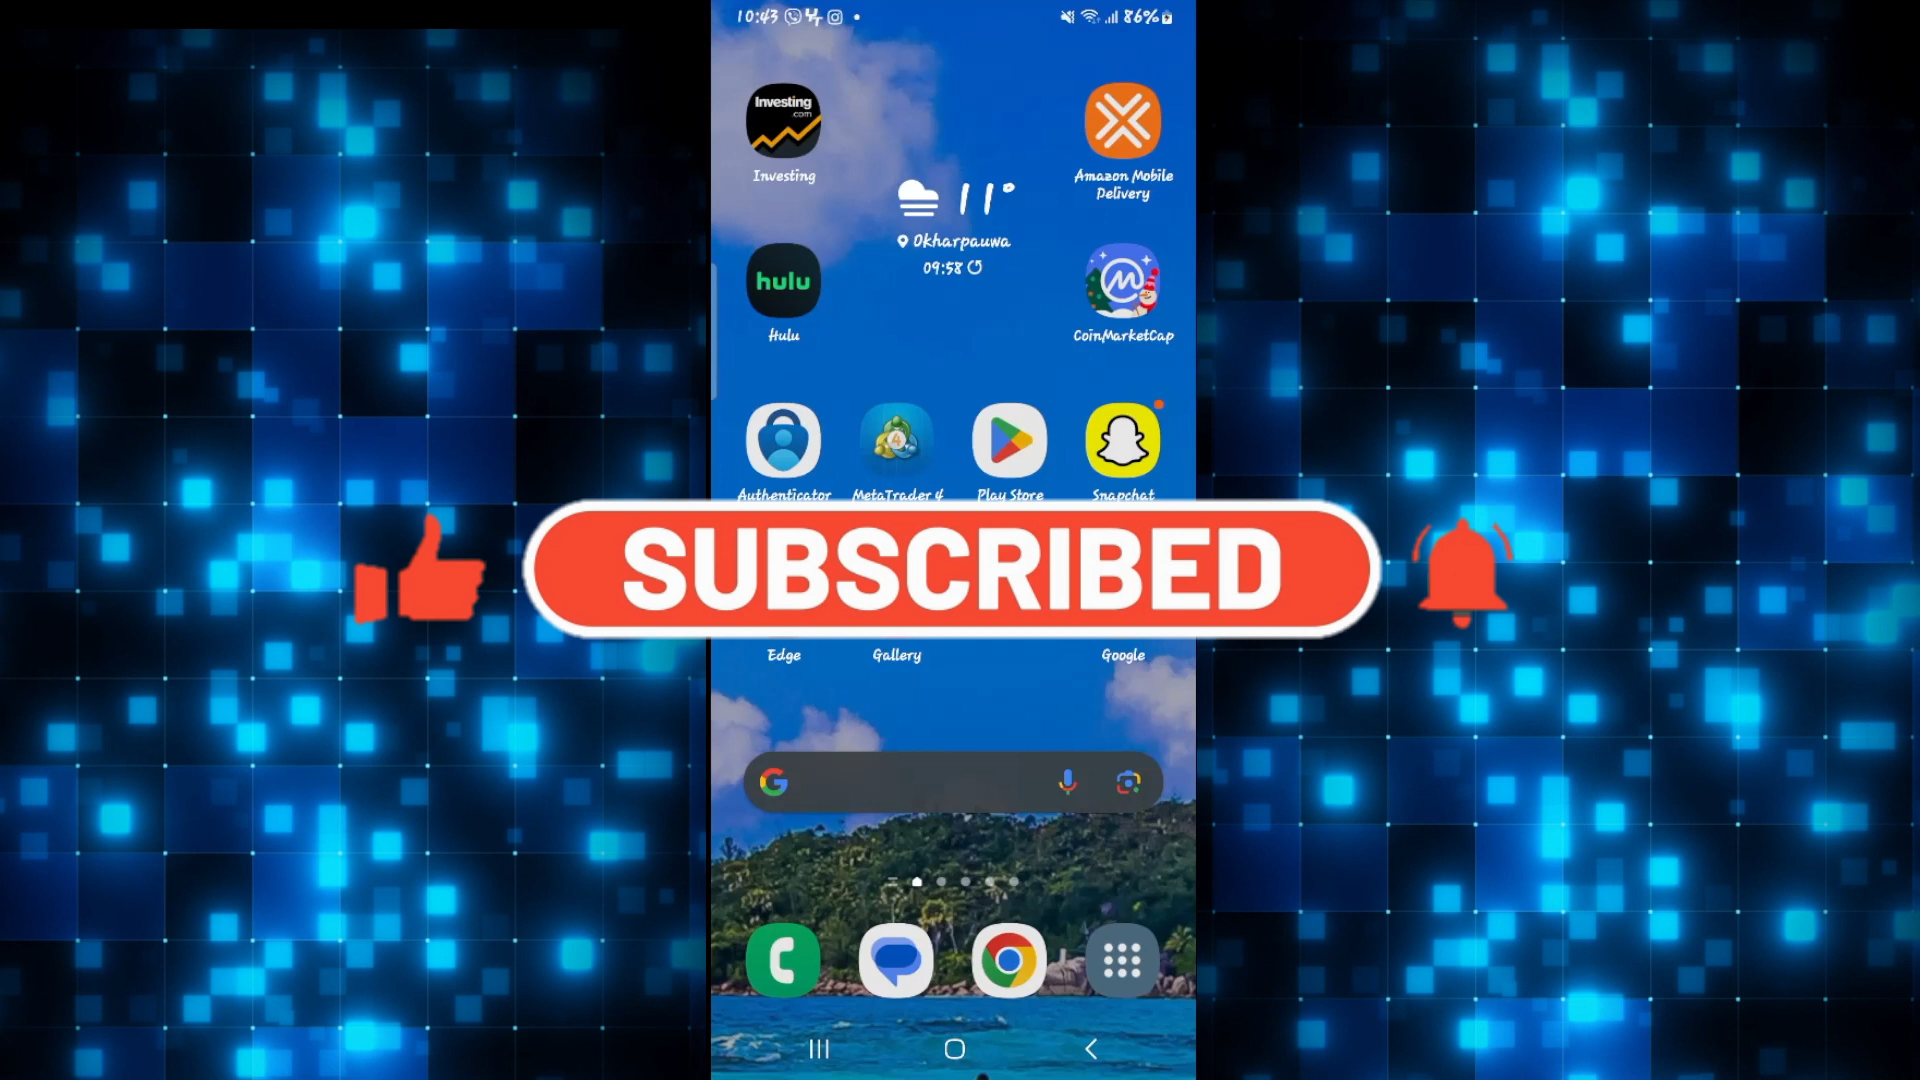 10:43
86%
Investing
.com
Investing
Amazon Mobile
Delivery
11°
Okharpauwa
09:58
hulu
Hulu
CoinMarketCap
4
Authenticator
MetaTrader 4
Play Store
Snapchat
SUBSCRIBED
Edge
Gallery
Google